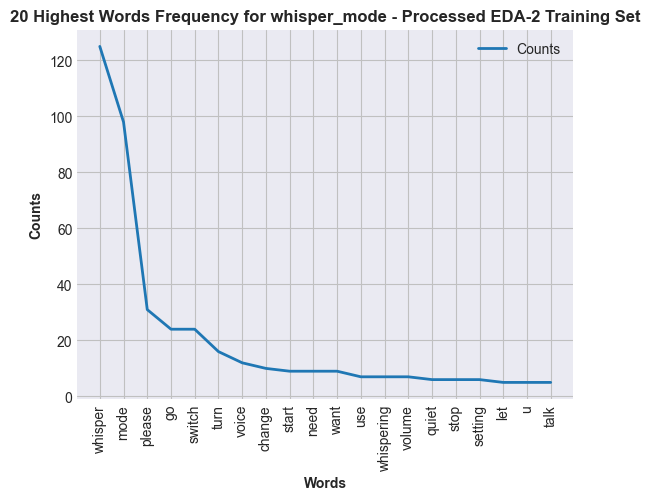 20 Highest Words Frequency for whisper_mode - Processed EDA-2 Training Set
Counts
120
100
80
60
40
20
0
Counts
whisper
mode
please
go
switch
turn
voice
change
start
need
want
use
whispering
volume
quiet
stop
setting
let
u
talk
Words